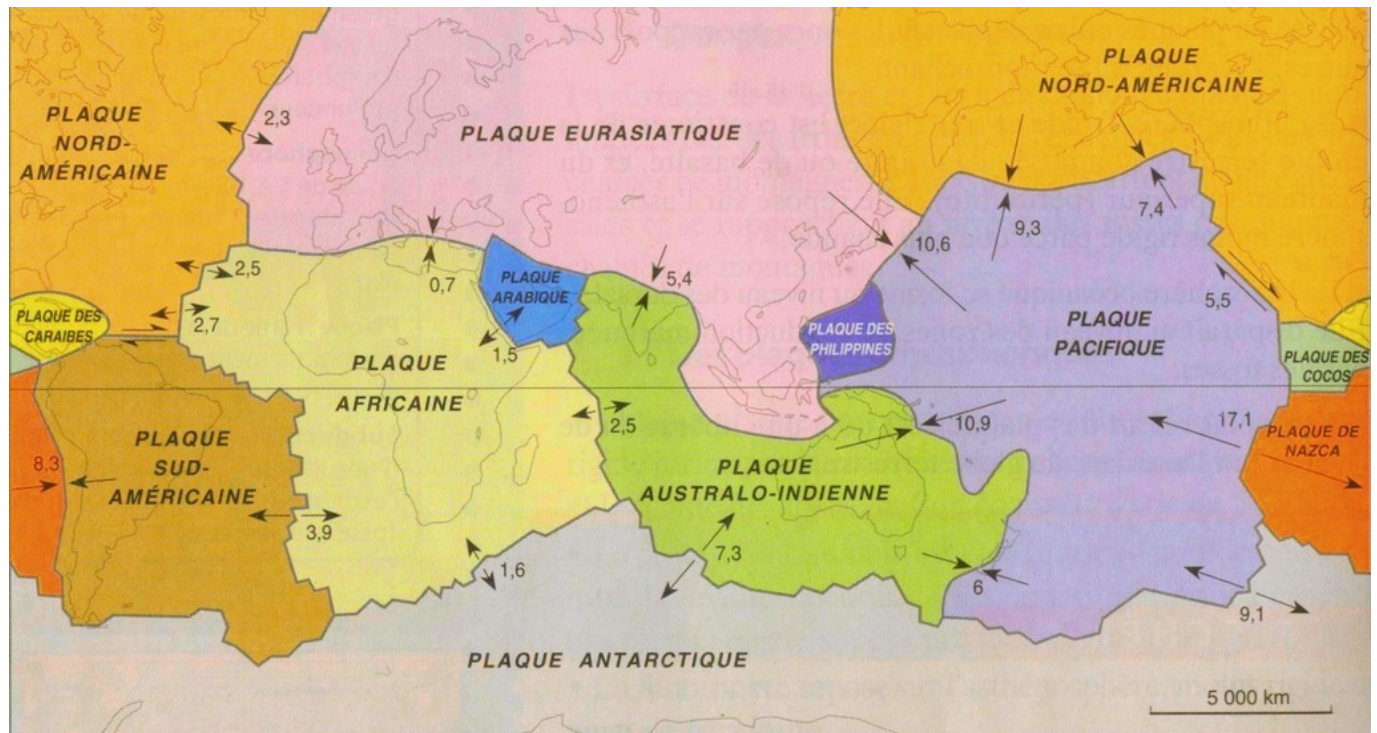 PLAQUE
NORD-
AMÉRICAINE
2,3
PLAQUE EURASIATIQUE
PLAQUE
NORD-AMÉRICAINE
2,5
0,7
PLAQUE
ARABIQUE
5,4
10,6
9,3
7,4
PLAQUE DES
CARAIBES
2,7
1,5
PLAQUE
AFRICAINE
PLAQUE DES
PHILIPPINES
PLAQUE
PACIFIQUE
5,5
PLAQUE DES
COCOS
8,3
PLAQUE
SUD-
AMÉRICAINE
3,9
2,5
10,9
17,1
PLAQUE DE
NAZCA
PLAQUE
AUSTRALO-INDIENNE
1,6
7,3
6
9,1
PLAQUE ANTARCTIQUE
5 000 km